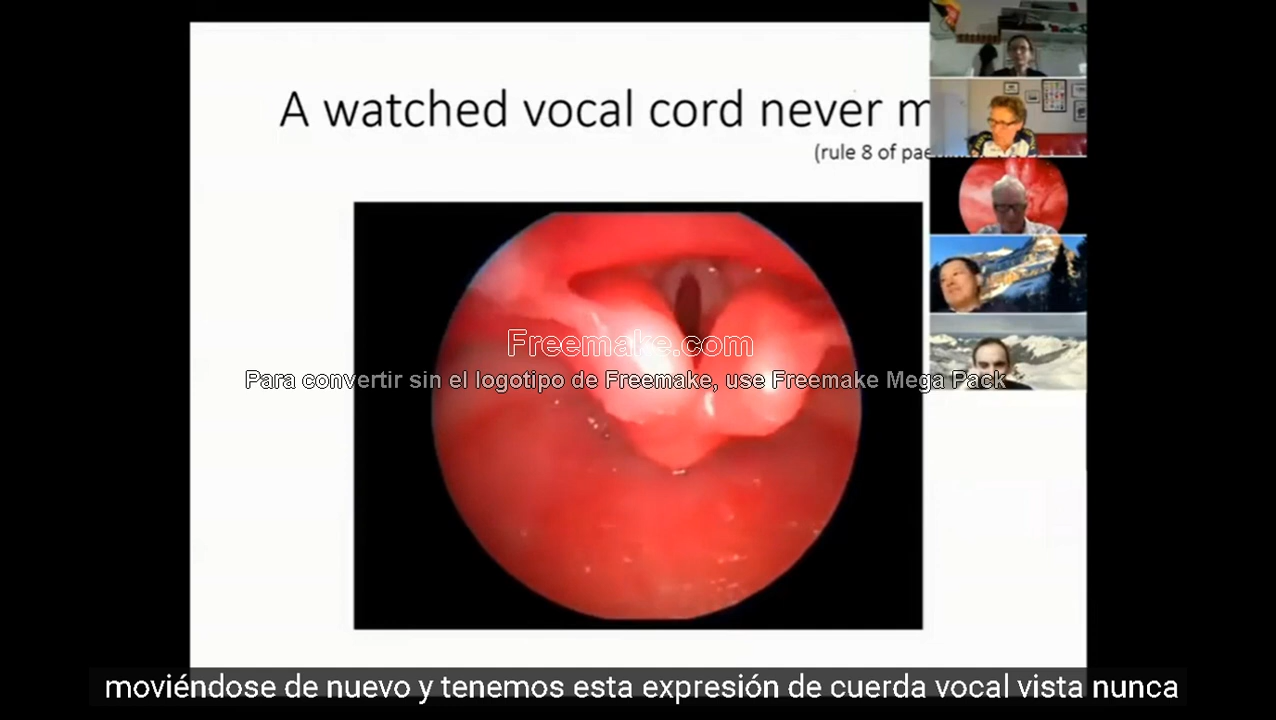 A watched vocal cord never m
(rule 8 of pae
Freemake.com
Para convertir sin el logotipo de Freemake, use Freemake Mega Pack
moviéndose de nuevo y tenemos esta expresión de cuerda vocal vista nunca